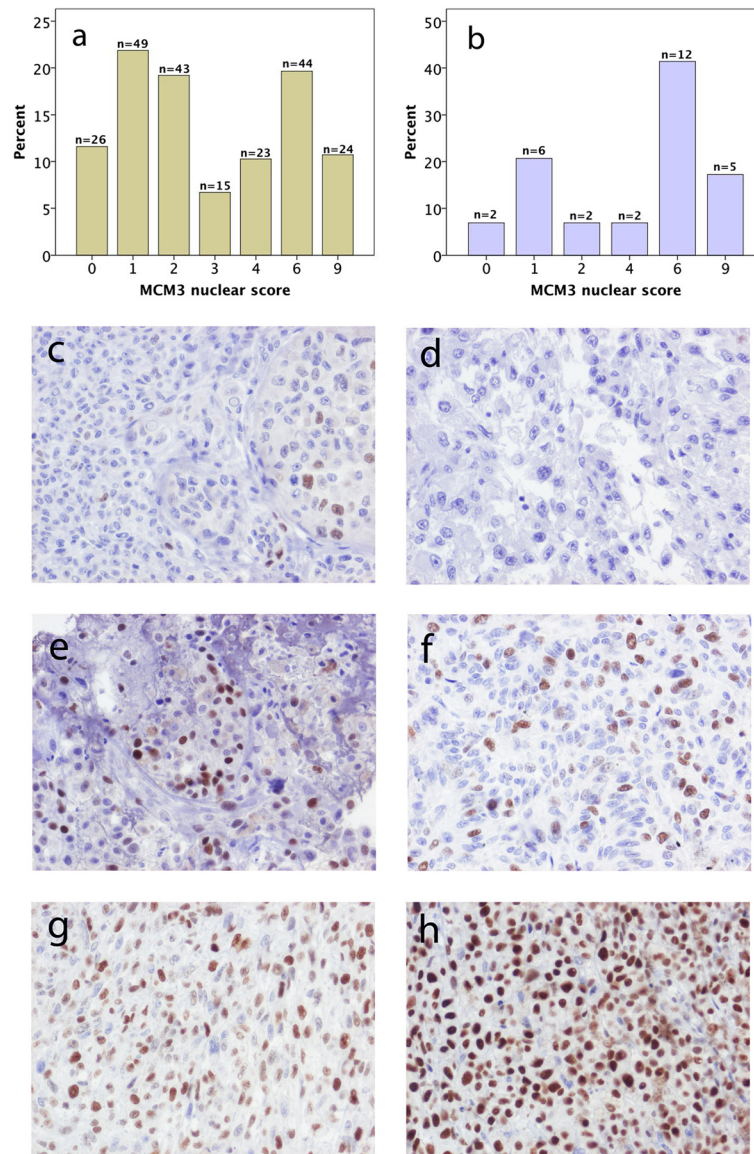 a
25
20
15
10
5
0
Percent
n=26
n=49
n=43
n=15
n=23
n=44
n=24
0 1 2 3 4 6 9
MCM3 nuclear score
b
50
40
30
20
10
0
Percent
n=2
n=6
n=2
n=2
n=12
n=5
0 1 2 4 6 9
MCM3 nuclear score
c
d
e
f
g
h